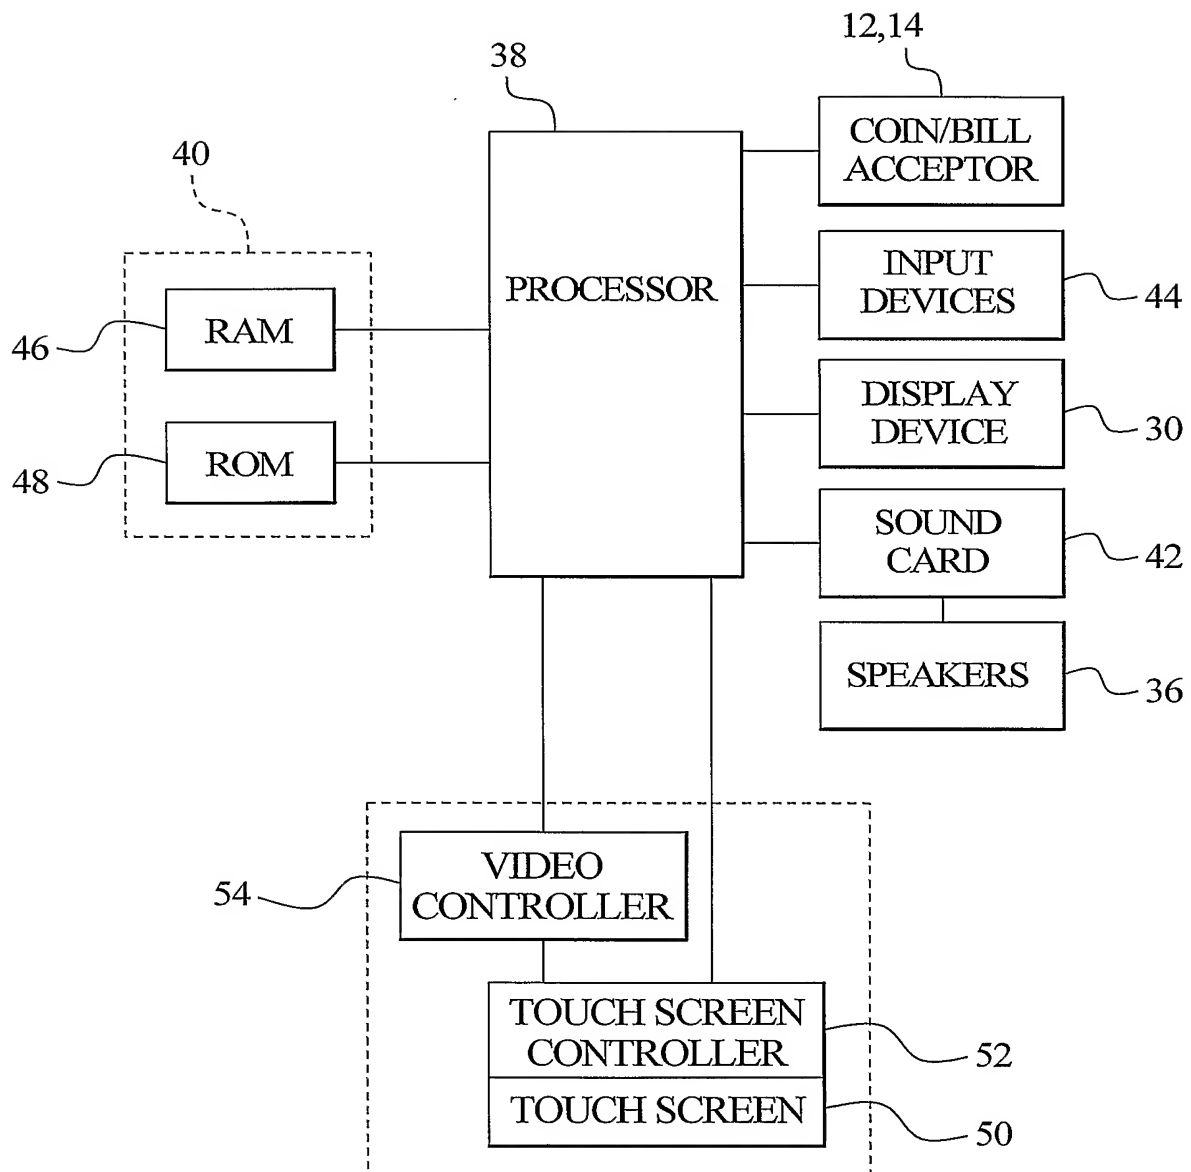 12,14
38
COIN/BILL
ACCEPTOR
40
PROCESSOR
INPUT
DEVICES
44
46
RAM
DISPLAY
DEVICE
30
48
ROM
SOUND
CARD
42
SPEAKERS
36
54
VIDEO
CONTROLLER
TOUCH SCREEN
CONTROLLER
52
TOUCH SCREEN
50